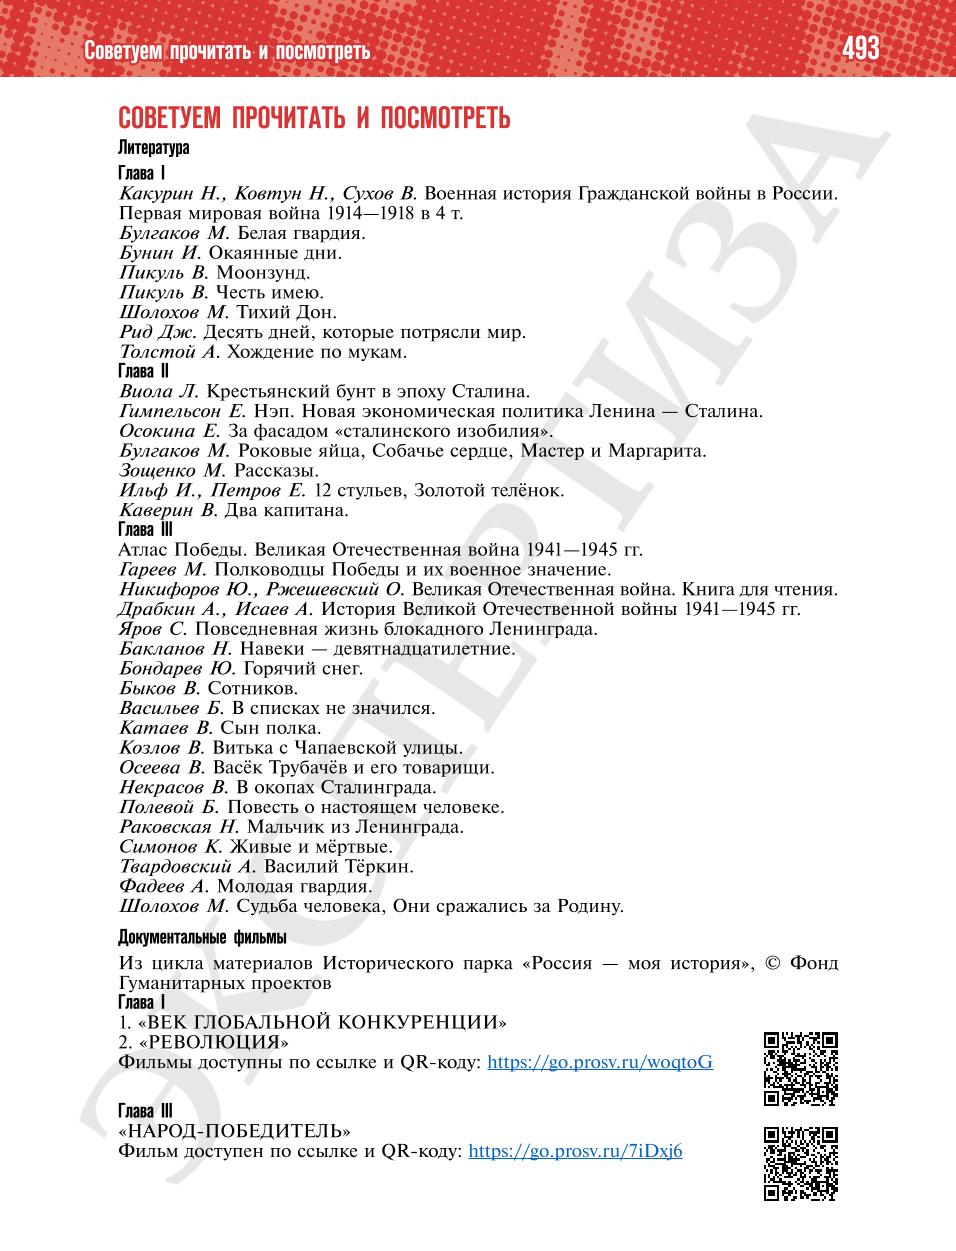 Советуем прочитать и посмотреть
493
СОВЕТУЕМ ПРОЧИТАТЬ И ПОСМОТРЕТЬ
Литература
Глава I
Какурин Н., Ковтун Н., Сухов В. Военная история Гражданской войны в России.
Первая мировая война 1914—1918 в 4 т.
Булгаков М. Белая гвардия.
Бунин И. Окаянные дни.
Пикуль В. Моонзунд.
Пикуль В. Честь имею.
Шолохов М. Тихий Дон.
Рид Дж. Десять дней, которые потрясли мир.
Толстой А. Хождение по мукам.
Глава II
Виола Л. Крестьянский бунт в эпоху Сталина.
Гимпельсон Е. Нэп. Новая экономическая политика Ленина — Сталина.
Осокина Е. За фасадом «сталинского изобилия».
Булгаков М. Роковые яйца, Собачье сердце, Мастер и Маргарита.
Зощенко М. Рассказы.
Ильф И., Петров Е. 12 стульев, Золотой телёнок.
Каверин В. Два капитана.
Глава III
Атлас Победы. Великая Отечественная война 1941—1945 гг.
Гареев М. Полководцы Победы и их военное значение.
Никифоров Ю., Ржешевский О. Великая Отечественная война. Книга для чтения.
Драбкин А., Исаев А. История Великой Отечественной войны 1941—1945 гг.
Яров С. Повседневная жизнь блокадного Ленинграда.
Бакланов Н. Навеки — девятнадцатилетние.
Бондарев Ю. Горячий снег.
Быков В. Сотников.
Васильев Б. В списках не значился.
Катаев В. Сын полка.
Козлов В. Витька с Чапаевской улицы.
Осеева В. Васёк Трубачёв и его товарищи.
Некрасов В. В окопах Сталинграда.
Полевой Б. Повесть о настоящем человеке.
Раковская Н. Мальчик из Ленинграда.
Симонов К. Живые и мёртвые.
Твардовский А. Василий Тёркин.
Фадеев А. Молодая гвардия.
Шолохов М. Судьба человека, Они сражались за Родину.
Документальные фильмы
Из цикла материалов Исторического парка «Россия — моя история», © Фонд
Гуманитарных проектов
Глава I
1. «ВЕК ГЛОБАЛЬНОЙ КОНКУРЕНЦИИ»
2. «РЕВОЛЮЦИЯ»
Фильмы доступны по ссылке и QR-коду: https://go.prosv.ru/woqtoG
Глава III
«НАРОД-ПОБЕДИТЕЛЬ»
Фильм доступен по ссылке и QR-коду: https://go.prosv.ru/7iDxj6
ЭКСПЕРТИЗА